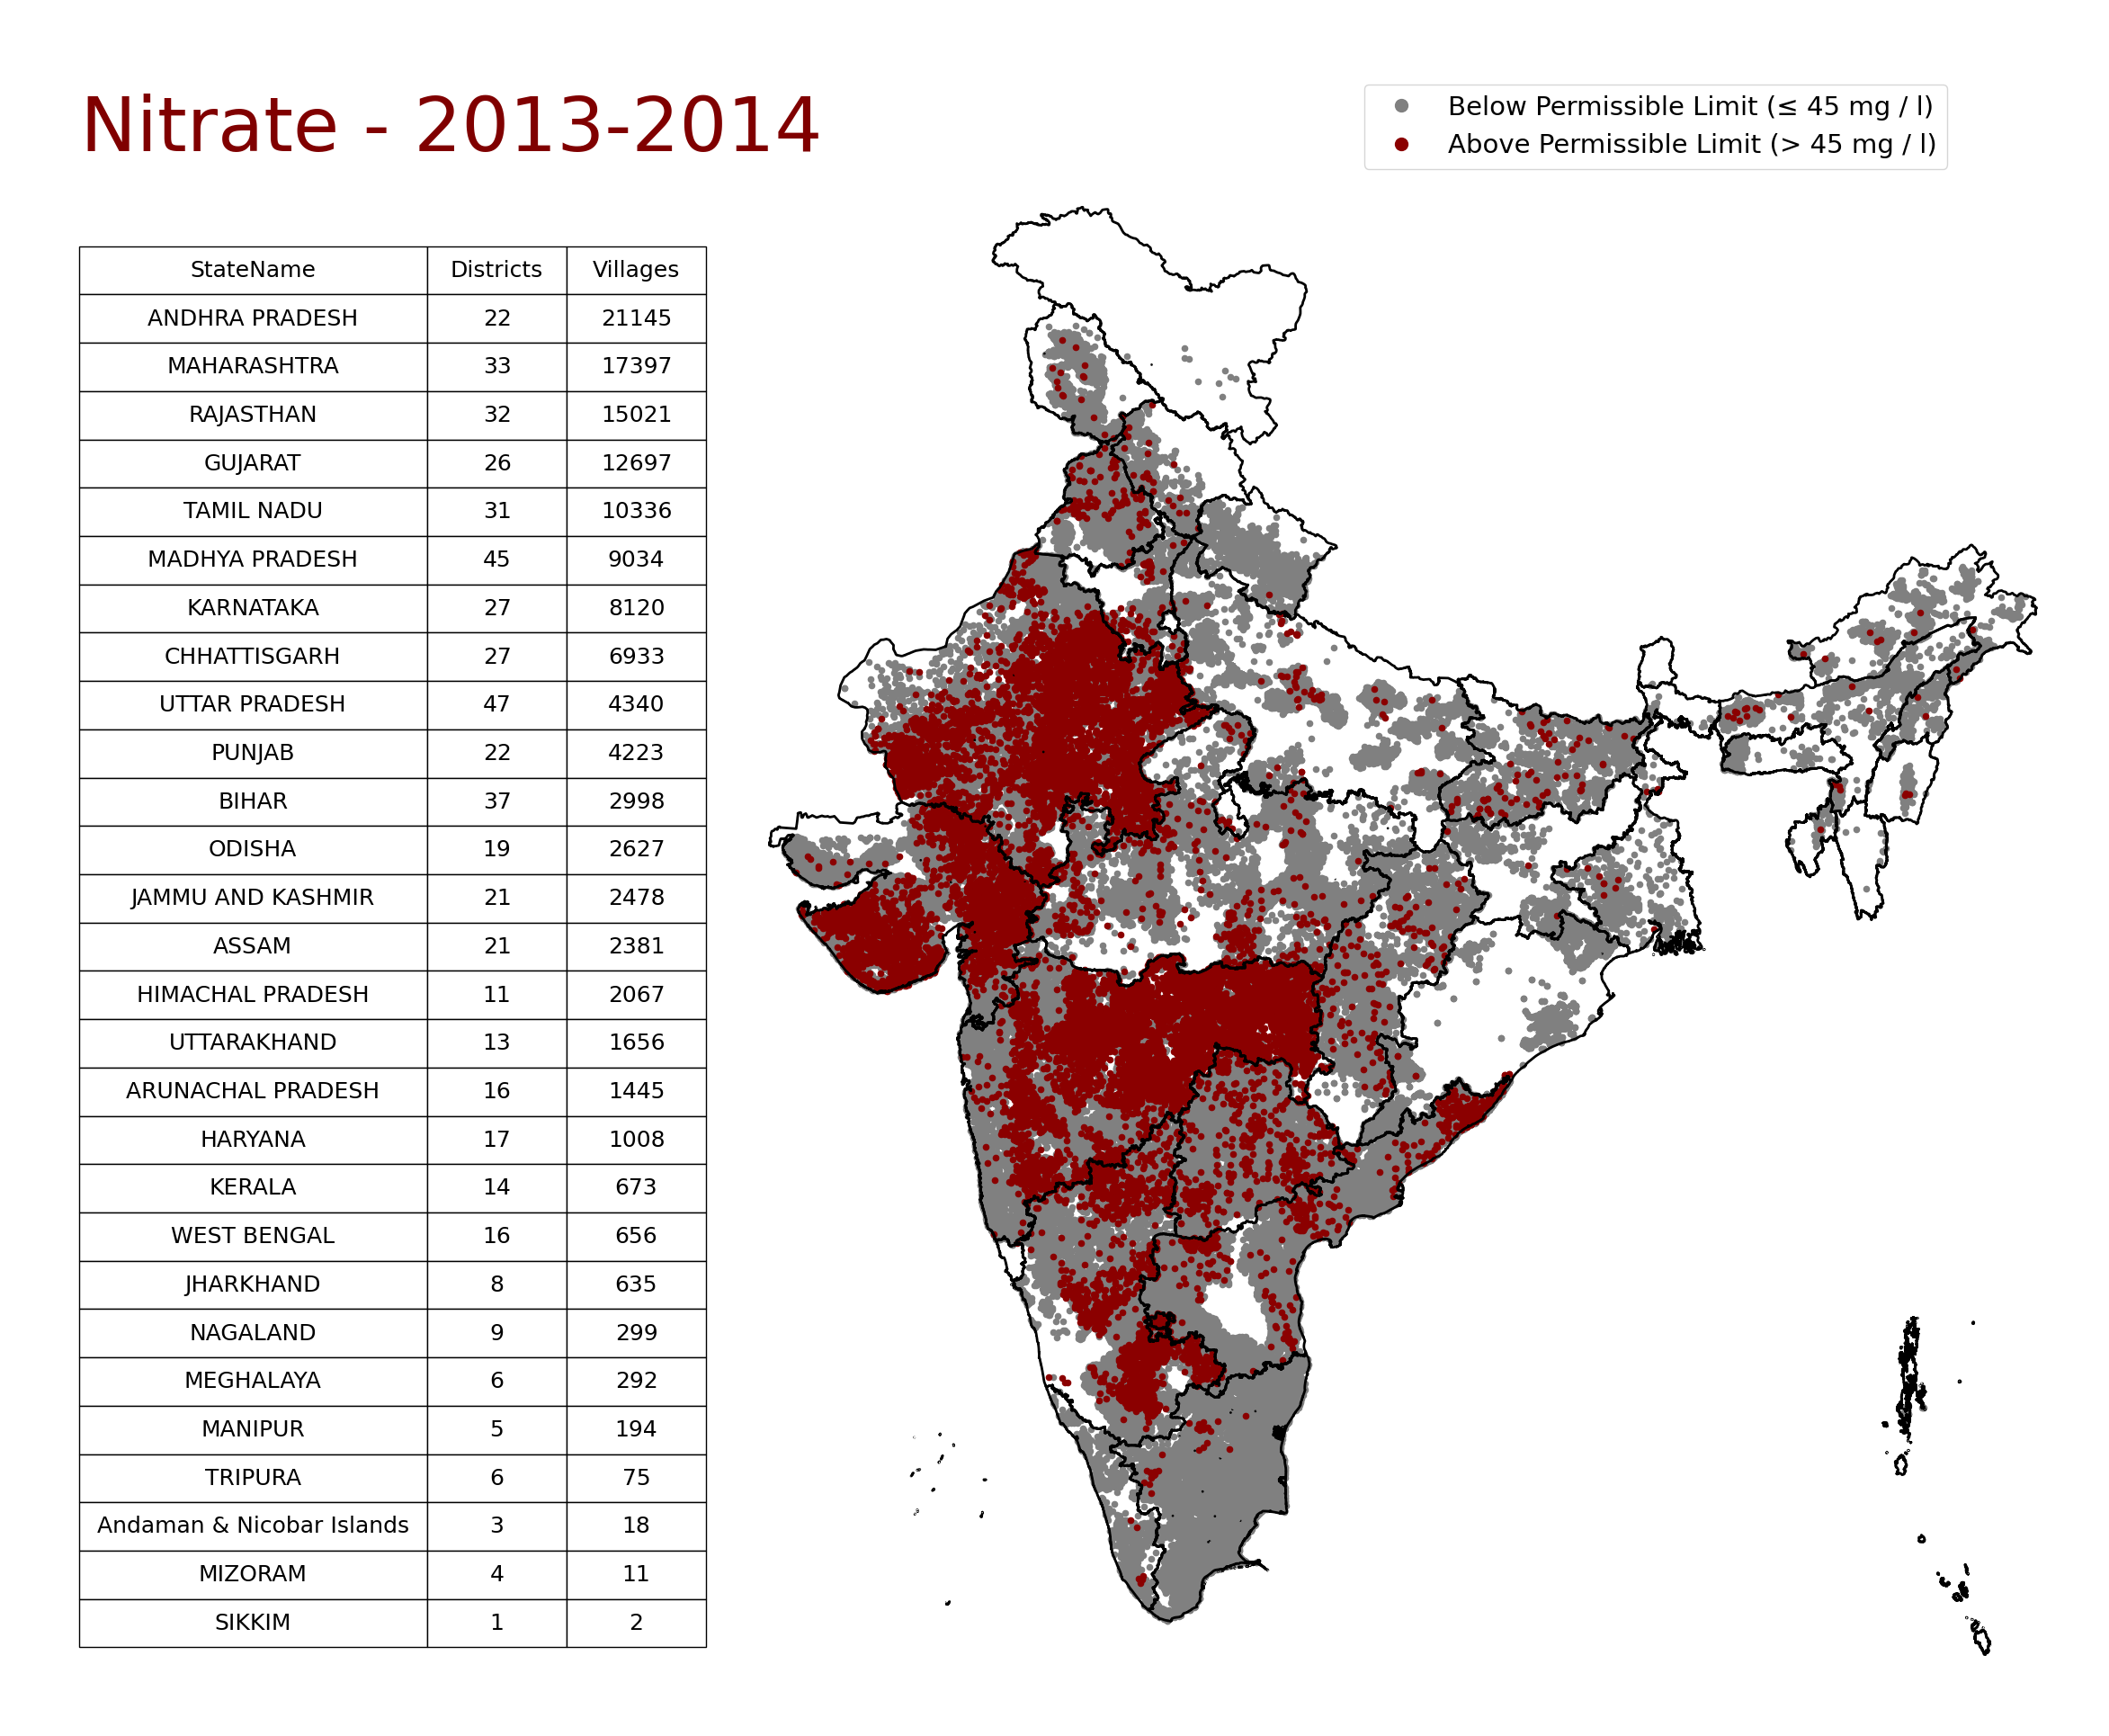 Nitrate - 2013-2014
Below Permissible Limit (≤ 45 mg / l)
Above Permissible Limit (> 45 mg / l)
StateName Districts Villages
ANDHRA PRADESH 22 21145
MAHARASHTRA 33 17397
RAJASTHAN 32 15021
GUJARAT 26 12697
TAMIL NADU 31 10336
MADHYA PRADESH 45 9034
KARNATAKA 27 8120
CHHATTISGARH 27 6933
UTTAR PRADESH 47 4340
PUNJAB 22 4223
BIHAR 37 2998
ODISHA 19 2627
JAMMU AND KASHMIR 21 2478
ASSAM 21 2381
HIMACHAL PRADESH 11 2067
UTTARAKHAND 13 1656
ARUNACHAL PRADESH 16 1445
HARYANA 17 1008
KERALA 14 673
WEST BENGAL 16 656
JHARKHAND 8 635
NAGALAND 9 299
MEGHALAYA 6 292
MANIPUR 5 194
TRIPURA 6 75
Andaman & Nicobar Islands 3 18
MIZORAM 4 11
SIKKIM 1 2